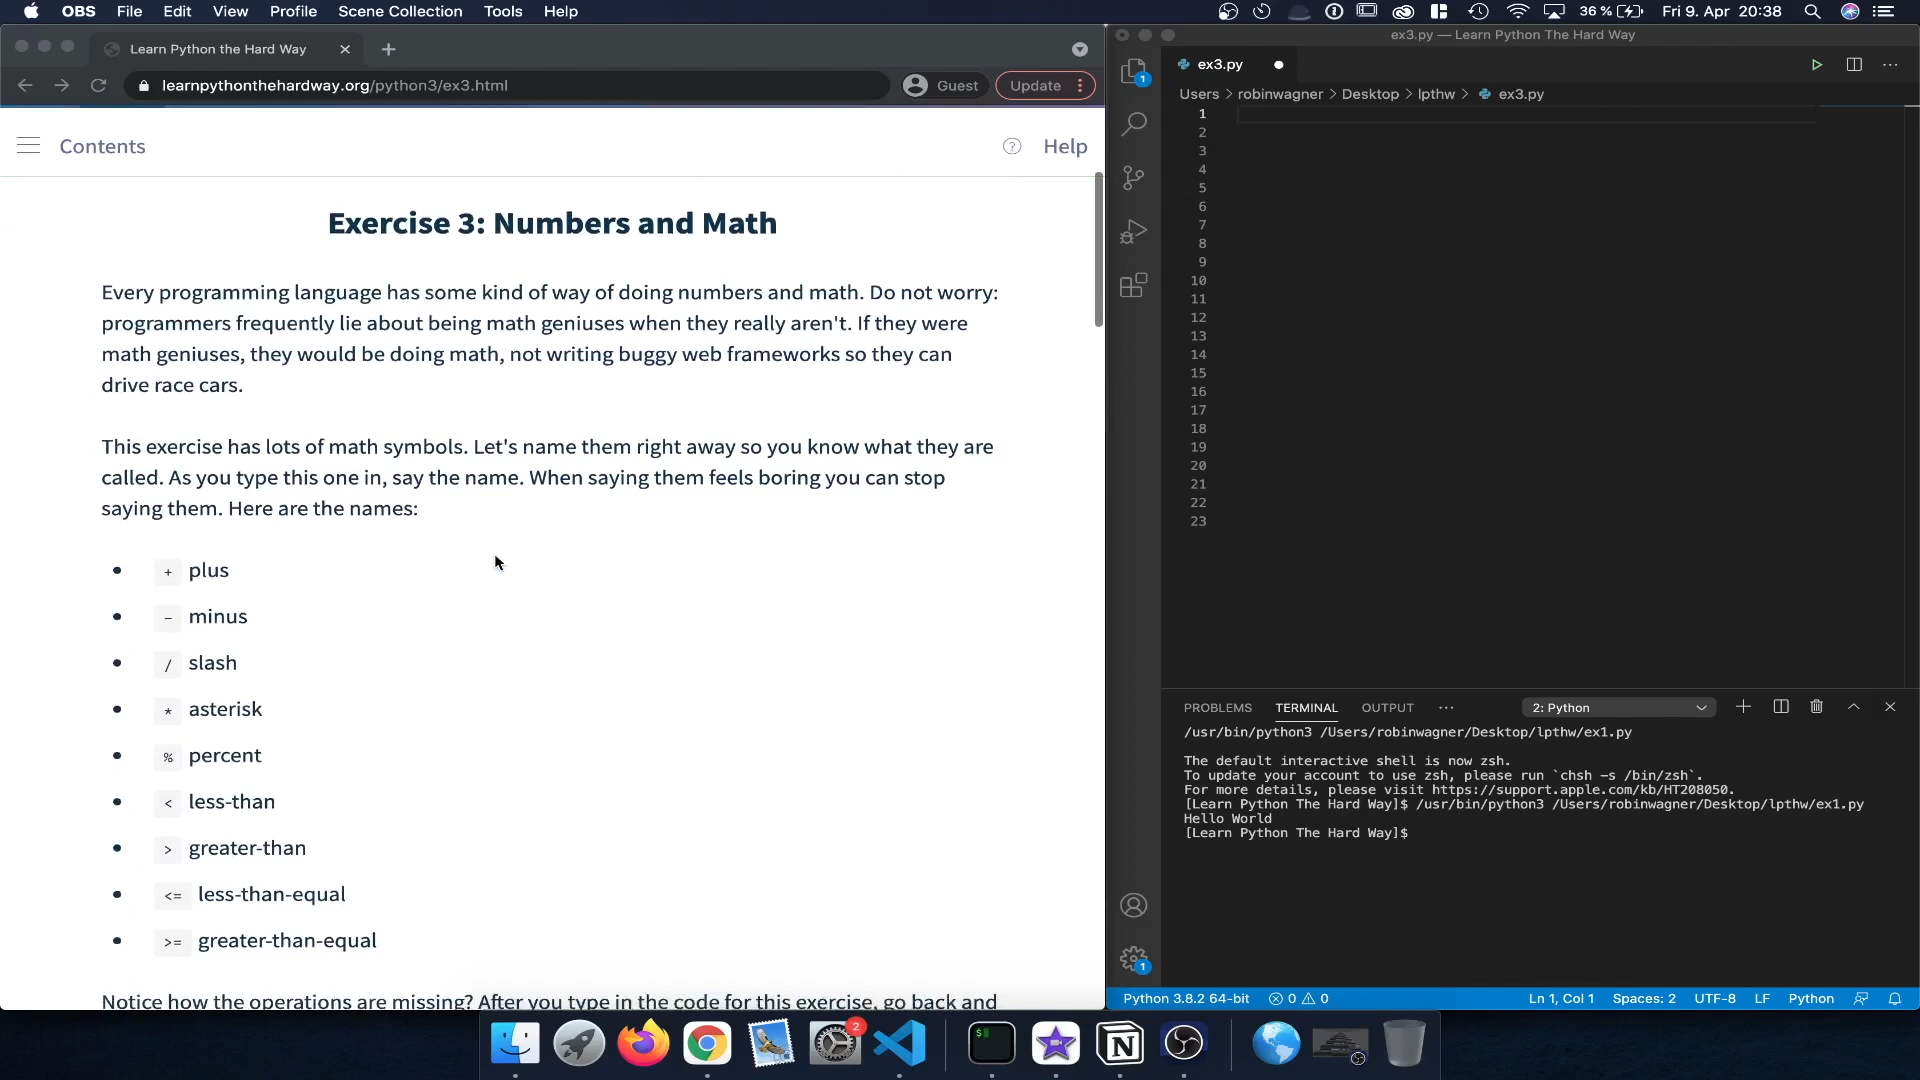 OBS File Edit View Profile Scene Collection Tools Help 36 % Fri 9. Apr 20:38
Learn Python the Hard Way
learnpythonthehardway.org/python3/ex3.html Guest Update
Contents Help
Exercise 3: Numbers and Math
Every programming language has some kind of way of doing numbers and math. Do not worry:
programmers frequently lie about being math geniuses when they really aren't. If they were
math geniuses, they would be doing math, not writing buggy web frameworks so they can
drive race cars.
This exercise has lots of math symbols. Let's name them right away so you know what they are
called. As you type this one in, say the name. When saying them feels boring you can stop
saying them. Here are the names:
+ plus
- minus
/ slash
* asterisk
% percent
< less-than
> greater-than
<= less-than-equal
>= greater-than-equal
Notice how the operations are missing? After you type in the code for this exercise, go back and
ex3.py — Learn Python The Hard Way
ex3.py
Users > robinwagner > Desktop > lpthw > ex3.py
1
2
3
4
5
6
7
8
9
10
11
12
13
14
15
16
17
18
19
20
21
22
23
1
PROBLEMS TERMINAL OUTPUT ··· 2: Python
/usr/bin/python3 /Users/robinwagner/Desktop/lpthw/ex1.py
The default interactive shell is now zsh.
To update your account to use zsh, please run `chsh -s /bin/zsh`.
For more details, please visit https://support.apple.com/kb/HT208050.
[Learn Python The Hard Way]$ /usr/bin/python3 /Users/robinwagner/Desktop/lpthw/ex1.py
Hello World
[Learn Python The Hard Way]$
1
Python 3.8.2 64-bit 0 0 Ln 1, Col 1 Spaces: 2 UTF-8 LF Python
2
$